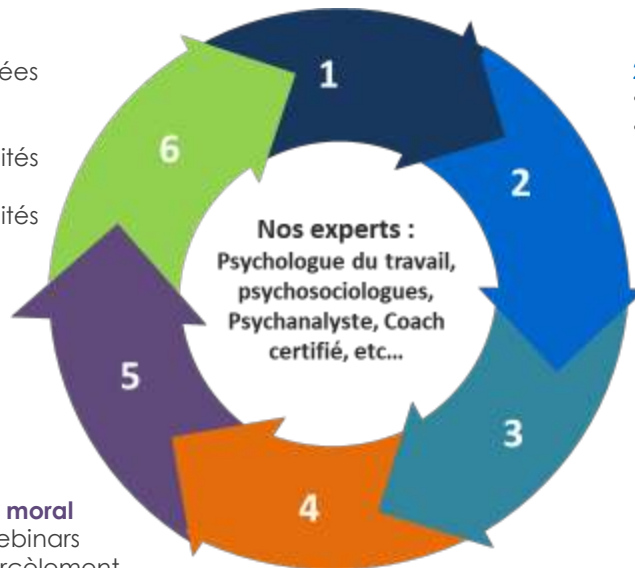 1
2
3
4
5
6
Nos experts :
Psychologue du travail,
psychosociologues,
Psychanalyste, Coach
certifié, etc...
moral